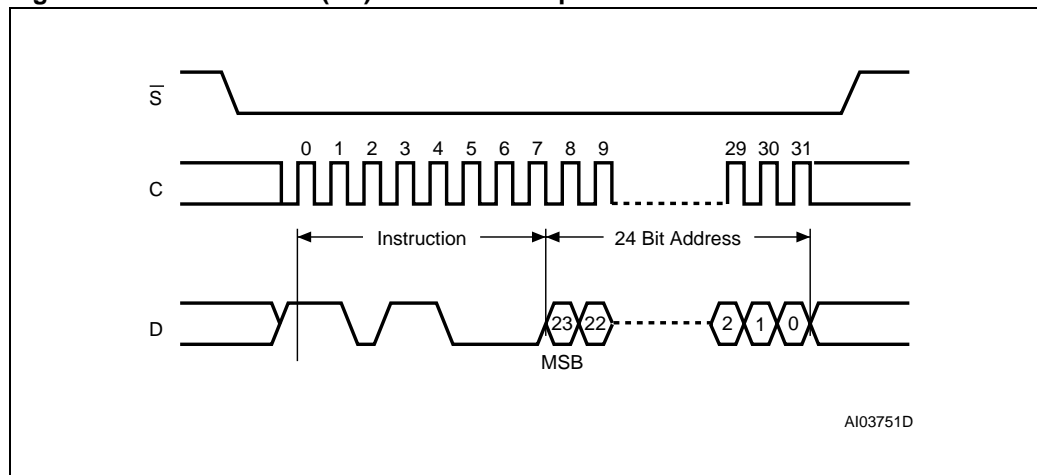 S
0 1 2 3 4 5 6 7 8 9 29 30 31
C
Instruction 24 Bit Address
D 23 22 2 1 0
MSB
AI03751D